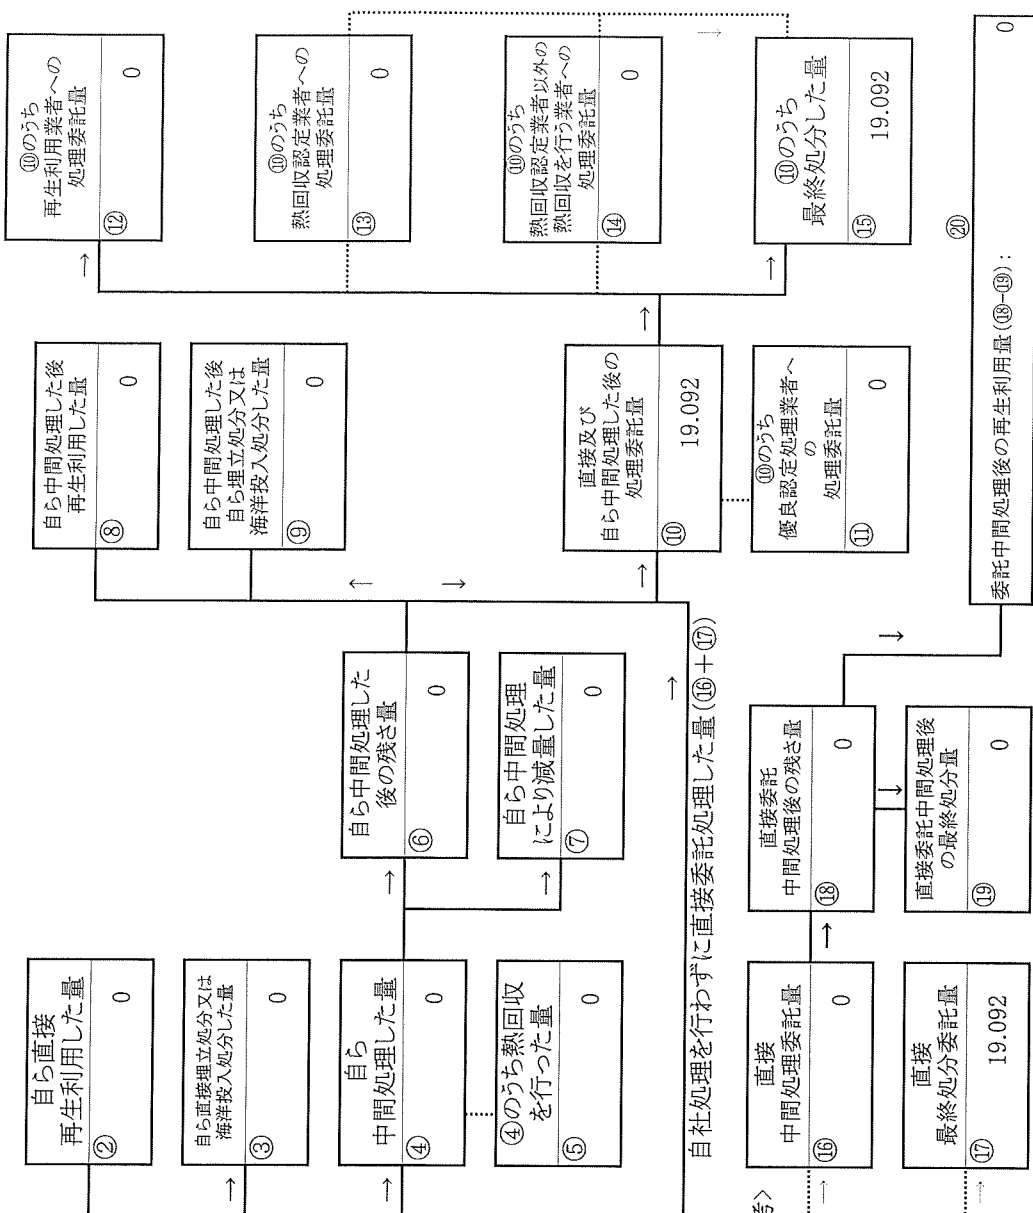 自ら直接
再生利用した量
②
0
自ら直接埋立処分又は
海洋投入処分した量
③
0
→
自ら
中間処理した量
④
0
→
④のうち熱回収
を行った量
⑤
0
自ら中間処理した
後の残さ量
⑥
0
→
自ら中間処理
により減量した量
⑦
0
→
自ら中間処理した後
再生利用した量
⑧
0
自ら中間処理した後
自ら埋立処分又は
海洋投入処分した量
⑨
0
↑
↓
直接及び
自ら中間処理した後の
処理委託量
⑩
19.092
→
⑩のうち
優良認定処理業者へ
の
処理委託量
⑪
0
→
⑩のうち
再生利用業者への
処理委託量
⑫
0
→
⑩のうち
熱回収認定業者への
処理委託量
⑬
0
⑩のうち
熱回収認定業者以外の
熱回収を行う業者への
処理委託量
⑭
0
↓
⑩のうち
最終処分した量
⑮
19.092
→
→
自社処理を行わずに直接委託処理した量(⑯+⑰)
考>
直接
中間処理委託量
⑯
0
→
直接
最終処分委託量
⑰
19.092
→
直接委託
中間処理後の残さ量
⑱
0
→
↓
直接委託中間処理後
の最終処分量
⑲
0
↓
⑳
委託中間処理後の再生利用量(⑱-⑲):
0